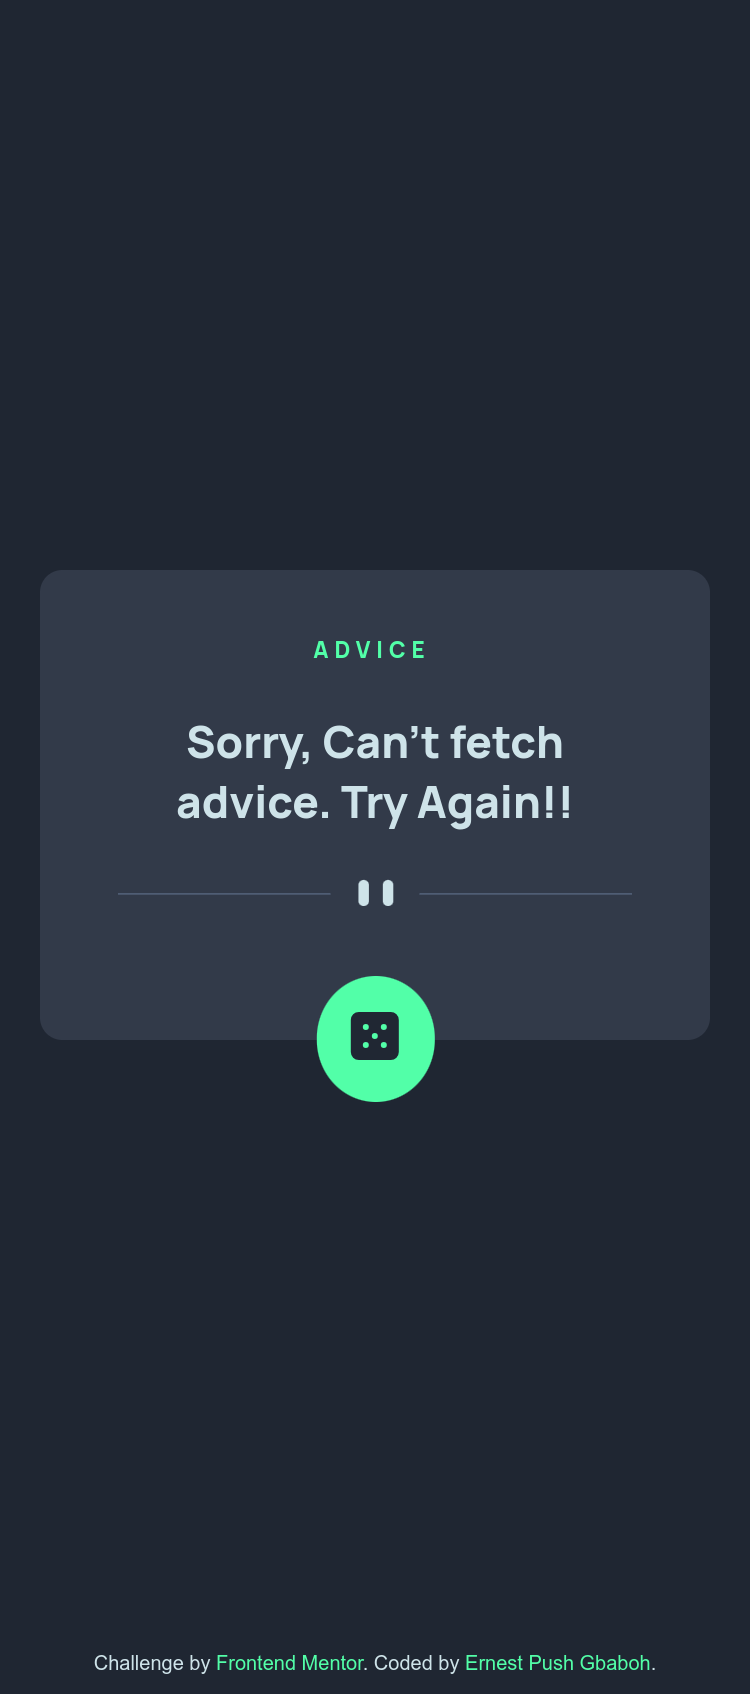 ADVICE
Sorry, Can’t fetch
advice. Try Again!!
Challenge by Frontend Mentor. Coded by Ernest Push Gbaboh.